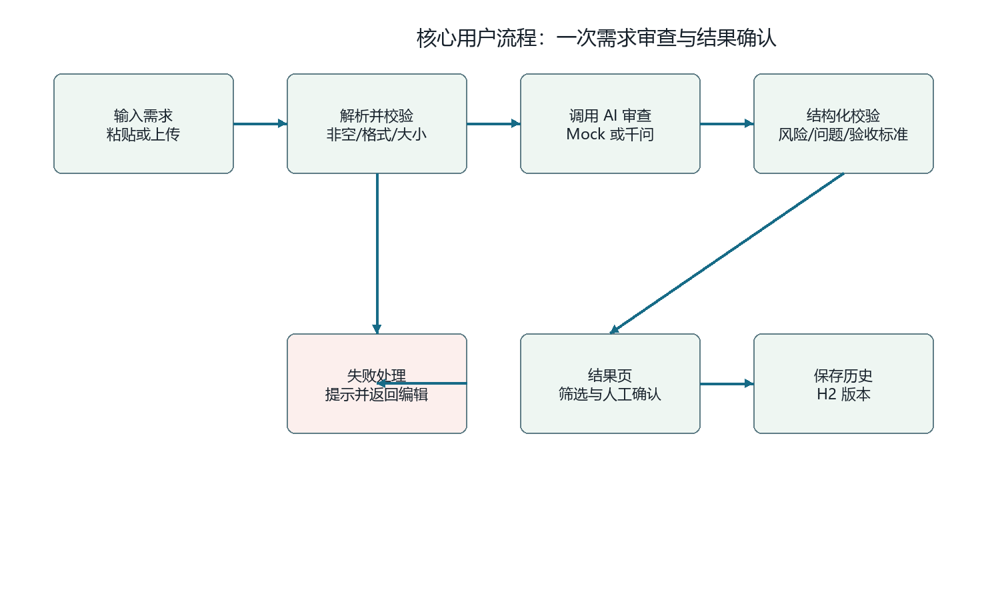 核心用户流程：一次需求审查与结果确认
输入需求
粘贴或上传
解析并校验
非空/格式/大小
调用 AI 审查
Mock 或千问
结构化校验
风险/问题/验收标准
失败处理
提示并返回编辑
结果页
筛选与人工确认
保存历史
H2 版本